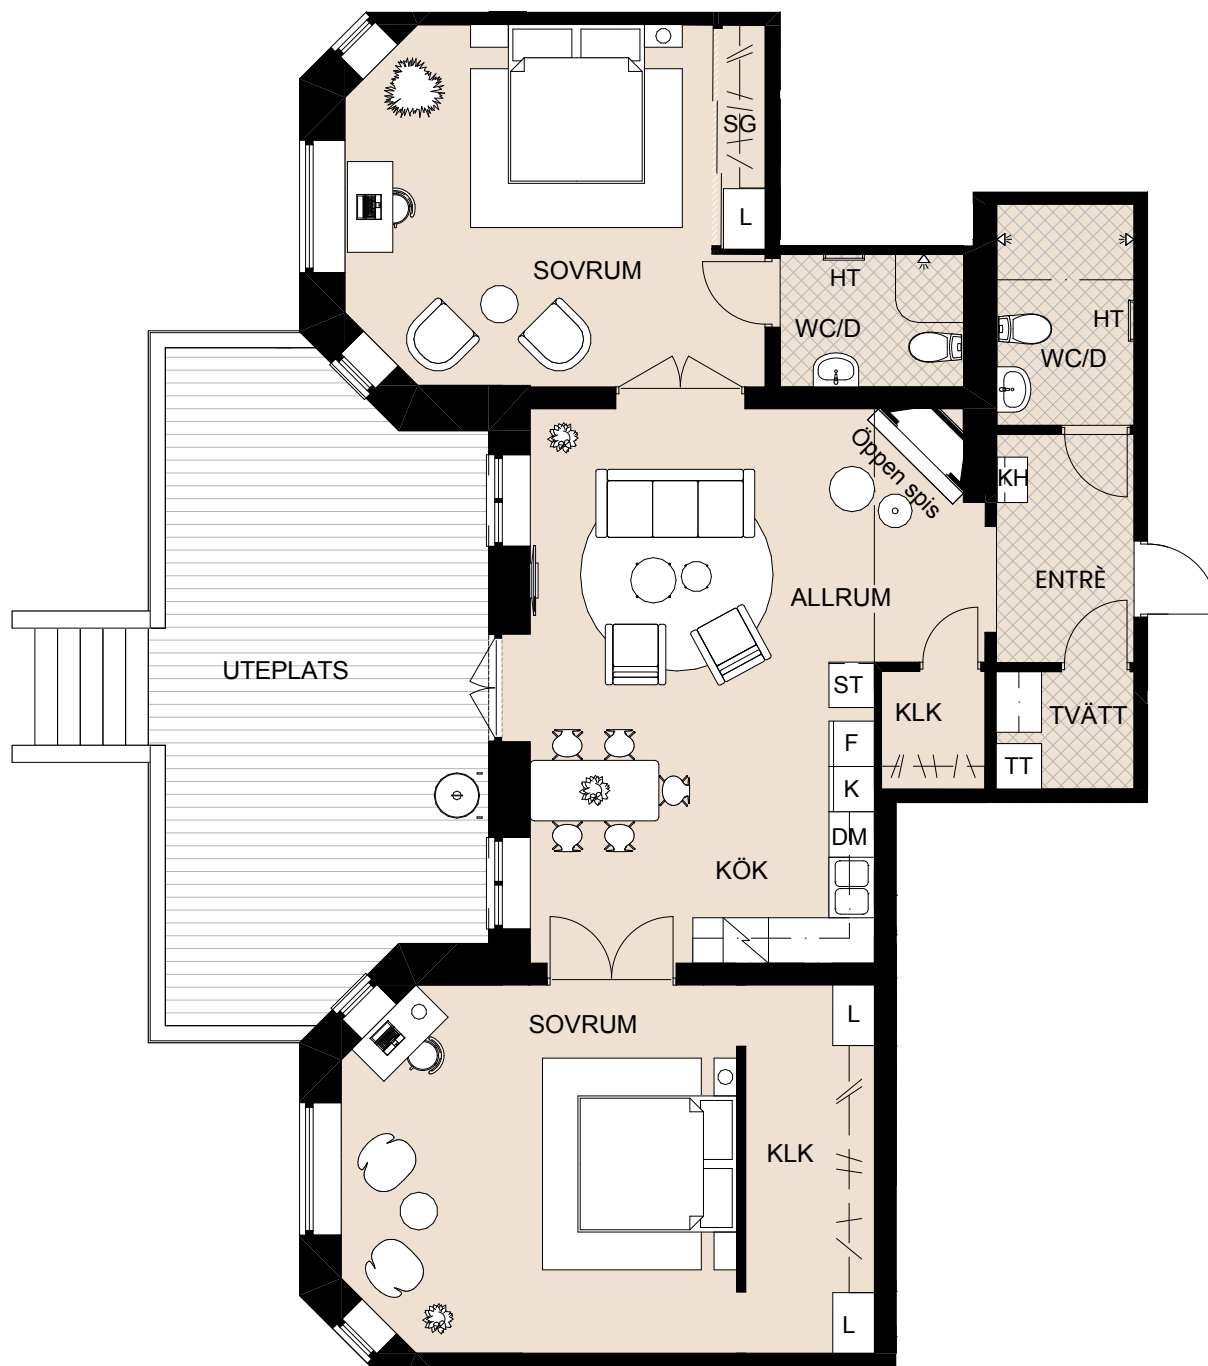 SG
L
SOVRUM
HT
WC/D
HT
WC/D
Öppen spis
KH
ENTRÈ
ALLRUM
UTEPLATS
ST
KLK
TVÄTT
F
TT
K
DM
KÖK
SOVRUM
L
KLK
L